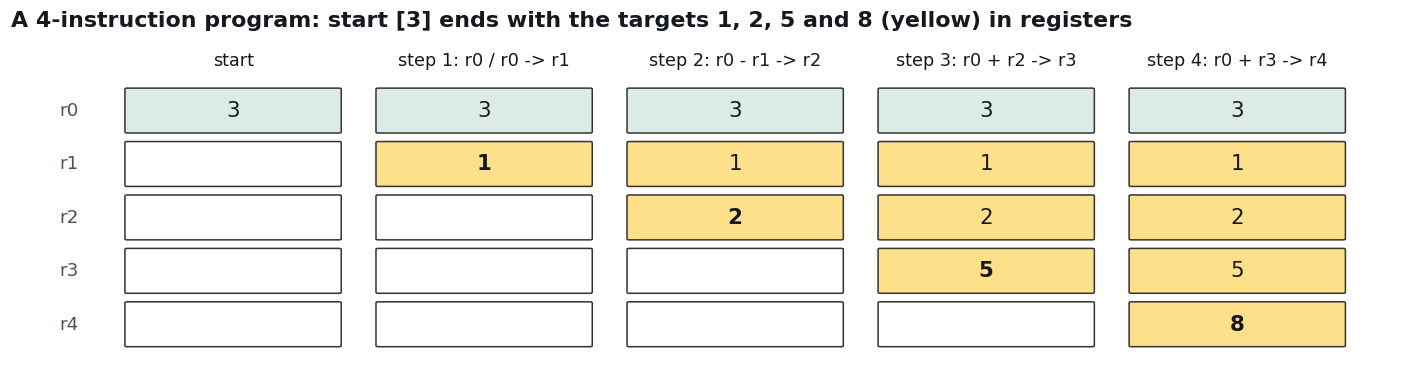 A 4-instruction program: start [3] ends with the targets 1, 2, 5 and 8 (yellow) in registers
start step 1: r0 / r0 -> r1 step 2: r0 - r1 -> r2 step 3: r0 + r2 -> r3 step 4: r0 + r3 -> r4
r0 3 3 3 3 3
r1 1 1 1 1
r2 2 2 2
r3 5 5
r4 8